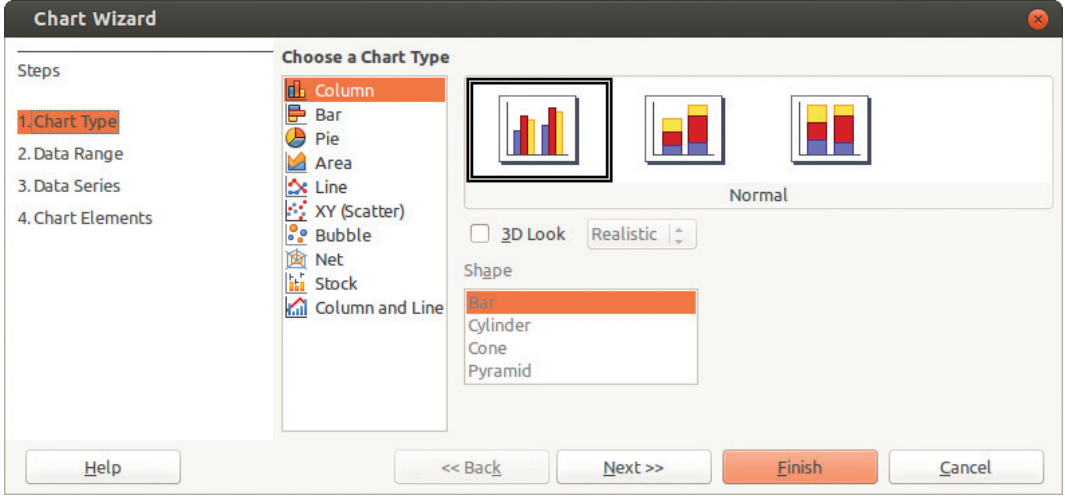 Chart Wizard
Steps
1. Chart Type
2. Data Range
3. Data Series
4. Chart Elements
Choose a Chart Type
Column
Bar
Pie
Area
Line
XY (Scatter)
Bubble
Net
Stock
Column and Line
Normal
3D Look Realistic
Shape
Bar
Cylinder
Cone
Pyramid
Help << Back Next >> Finish Cancel